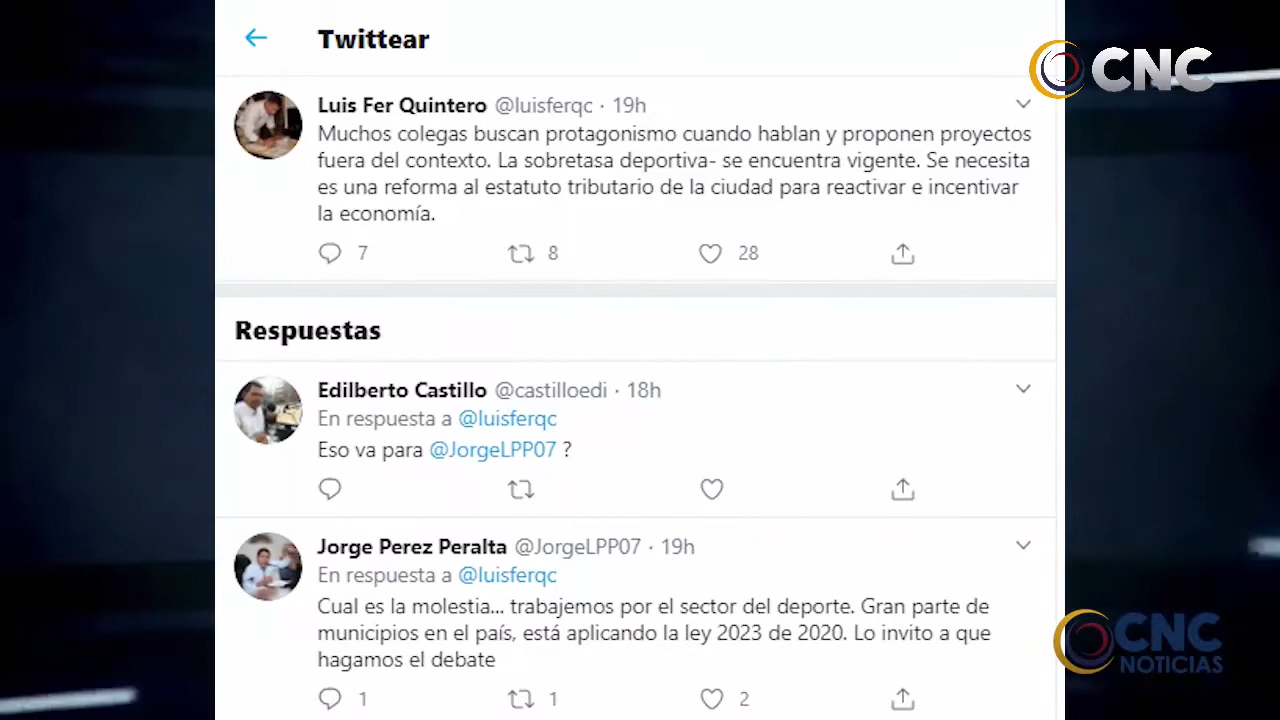 Twittear
CNC
Luis Fer Quintero @luisferqc · 19h
Muchos colegas buscan protagonismo cuando hablan y proponen proyectos
fuera del contexto. La sobretasa deportiva- se encuentra vigente. Se necesita
es una reforma al estatuto tributario de la ciudad para reactivar e incentivar
la economía.
7 8 28
Respuestas
Edilberto Castillo @castilloedi · 18h
En respuesta a @luisferqc
Eso va para @JorgeLPP07 ?
Jorge Perez Peralta @JorgeLPP07 · 19h
En respuesta a @luisferqc
Cual es la molestia... trabajemos por el sector del deporte. Gran parte de
municipios en el país, está aplicando la ley 2023 de 2020. Lo invito a que
hagamos el debate
1 1 2
CNC
NOTICIAS